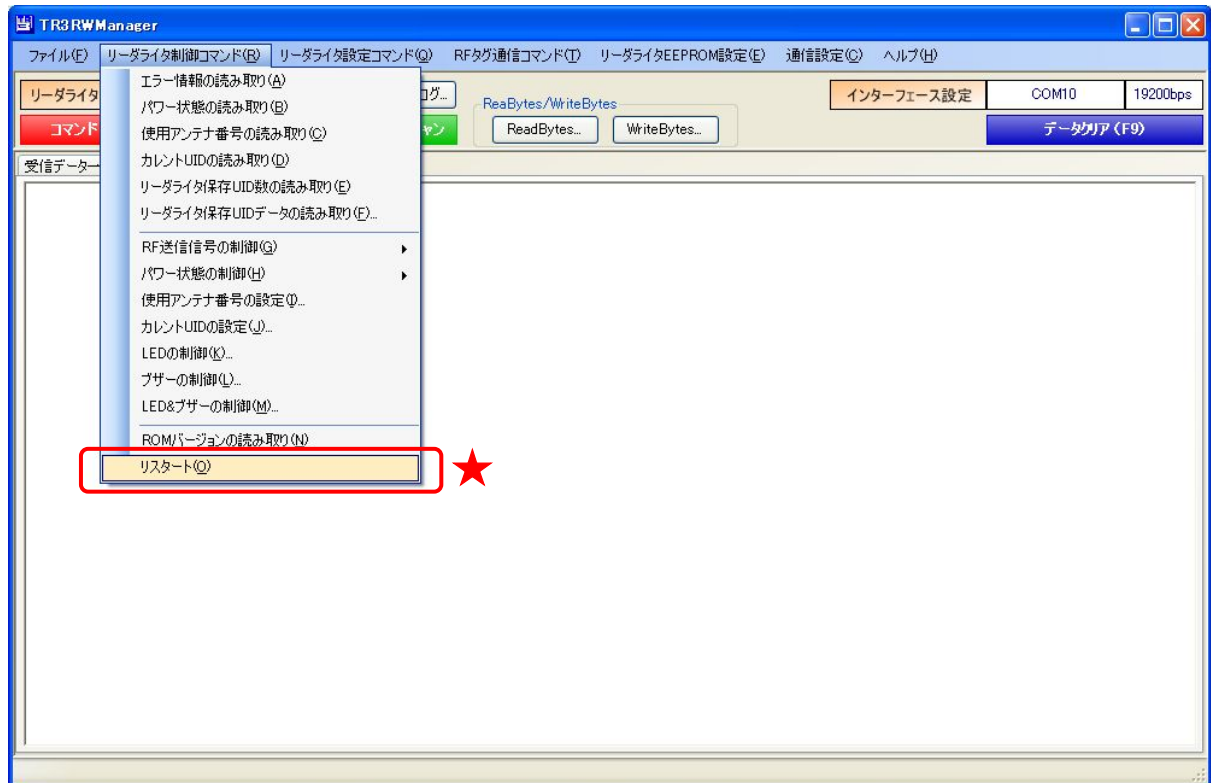 TR3RWManager
ファイル(F) リーダライタ制御コマンド(R) リーダライタ設定コマンド(Q) RFタグ通信コマンド(T) リーダライタEEPROM設定(E) 通信設定(C) ヘルプ(H)
リーダライタ
コマンド
グ...
ャン
ReaBytes/WriteBytes
ReadBytes... WriteBytes...
インターフェース設定 COM10 19200bps
データクリア(F9)
受信データ
エラー情報の読み取り(A)
パワー状態の読み取り(B)
使用アンテナ番号の読み取り(C)
カレントUIDの読み取り(D)
リーダライタ保存UID数の読み取り(E)
リーダライタ保存UIDデータの読み取り(F)...
RF送信信号の制御(G)
パワー状態の制御(H)
使用アンテナ番号の設定(I)...
カレントUIDの設定(J)...
LEDの制御(K)...
ブザーの制御(L)...
LED&ブザーの制御(M)...
ROMバージョンの読み取り(N)
リスタート(O)